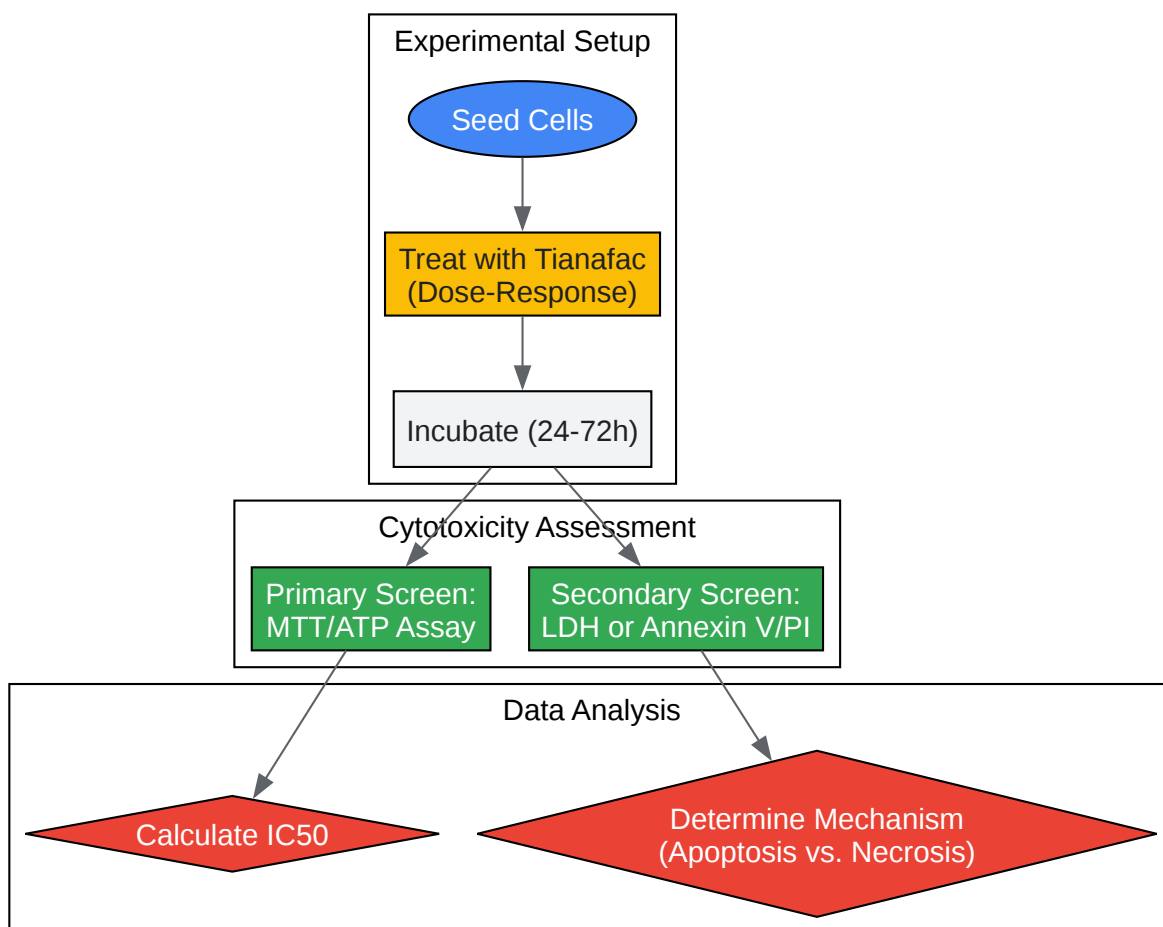 Experimental Setup
Seed Cells
Treat with Tianafac
(Dose-Response)
Incubate (24-72h)
Cytotoxicity Assessment
Primary Screen:
MTT/ATP Assay
Secondary Screen:
LDH or Annexin V/PI
Data Analysis
Calculate IC50
Determine Mechanism
(Apoptosis vs. Necrosis)